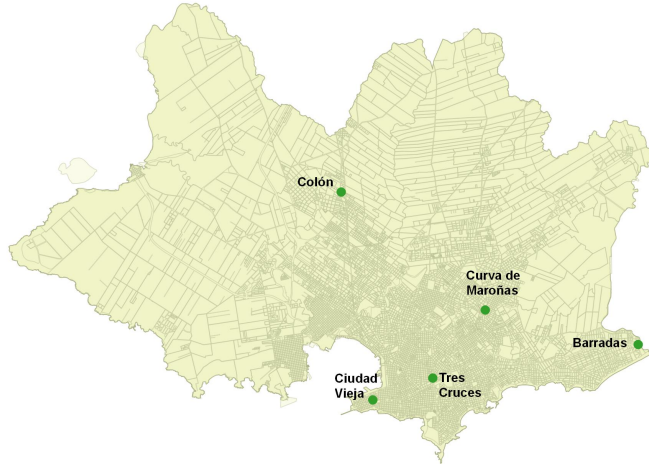 Colón
Curva de
Maroñas
Barradas
Ciudad
Vieja
Tres
Cruces